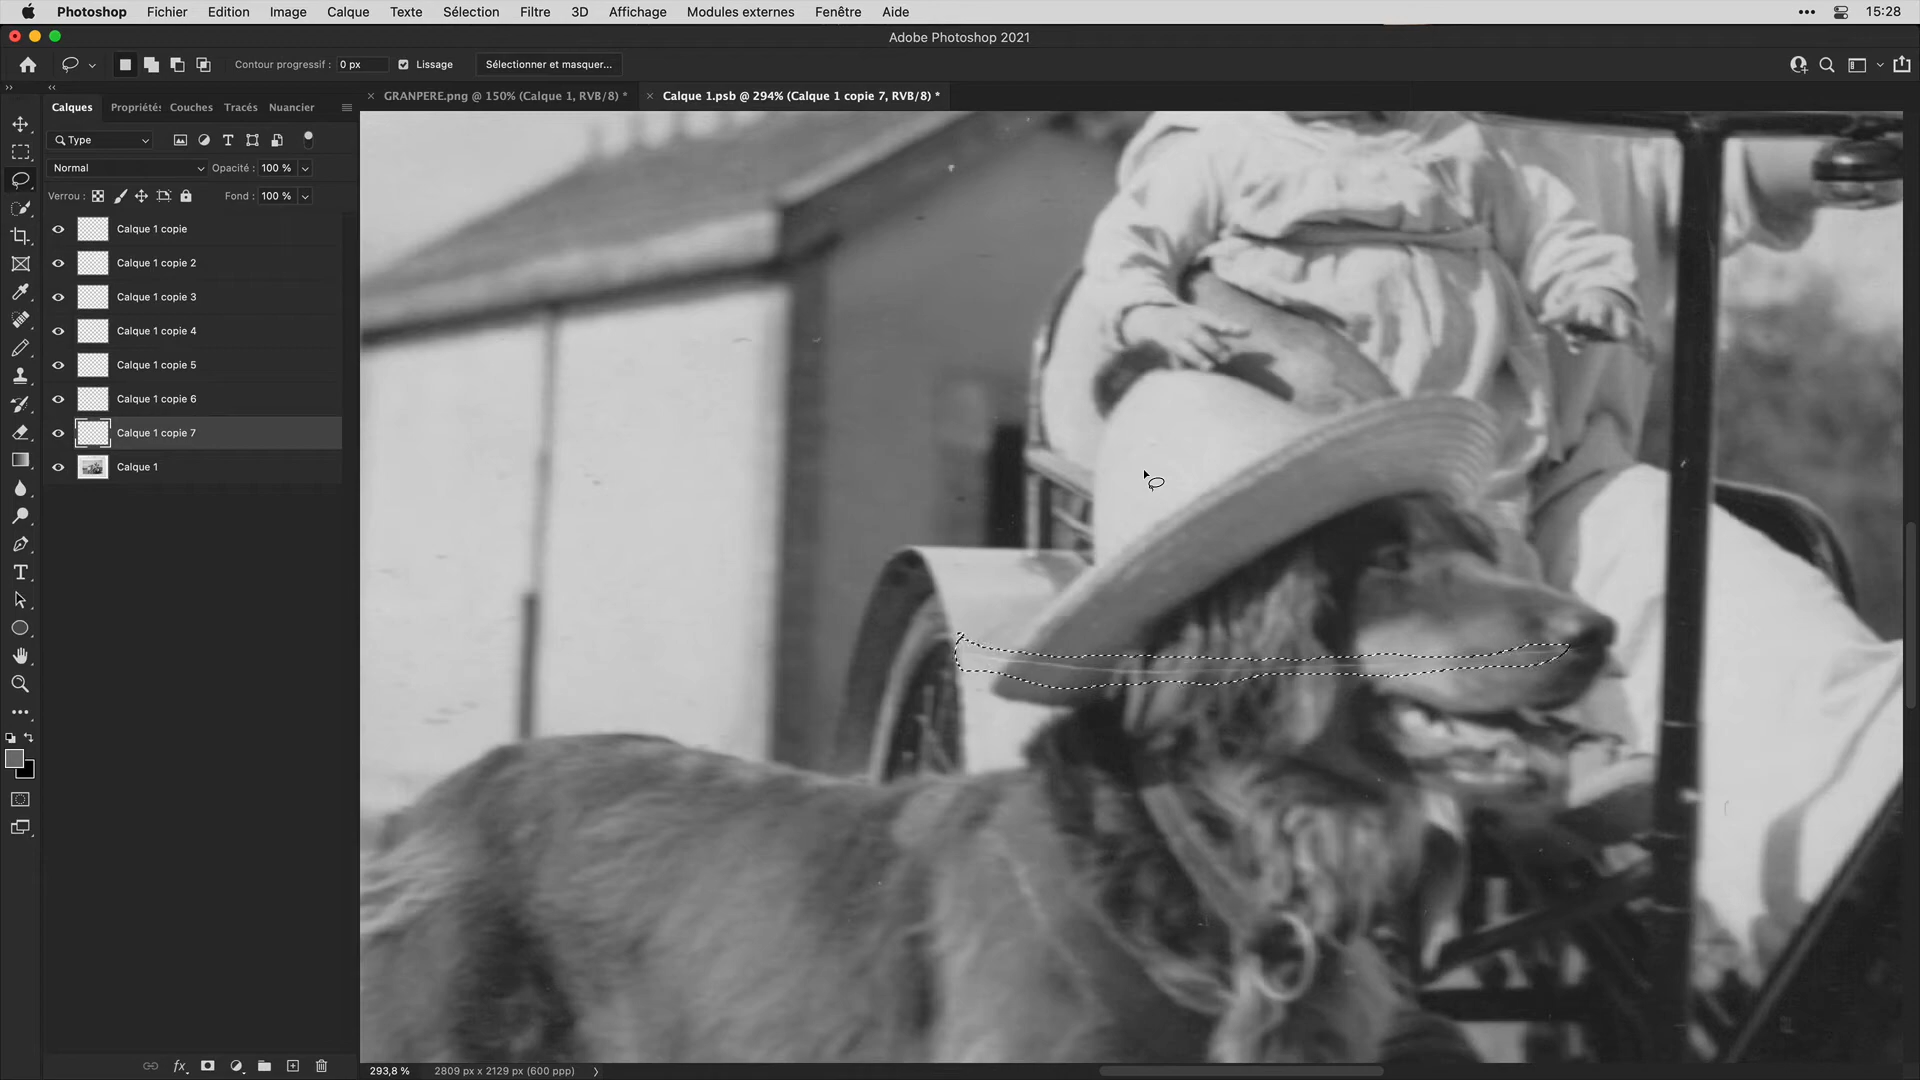 Photoshop Fichier Edition Image Calque Texte Sélection Filtre 3D Affichage Modules externes Fenêtre Aide 15:28
Adobe Photoshop 2021
Contour progressif : 0 px Lissage Sélectionner et masquer...
Calques Propriétés Couches Tracés Nuancier
GRANPERE.png @ 150% (Calque 1, RVB/8) *
Calque 1.psb @ 294% (Calque 1 copie 7, RVB/8) *
Type
Normal Opacité : 100 %
Verrou : Fond : 100 %
Calque 1 copie
Calque 1 copie 2
Calque 1 copie 3
Calque 1 copie 4
Calque 1 copie 5
Calque 1 copie 6
Calque 1 copie 7
Calque 1
293,8 % 2809 px x 2129 px (600 ppp)